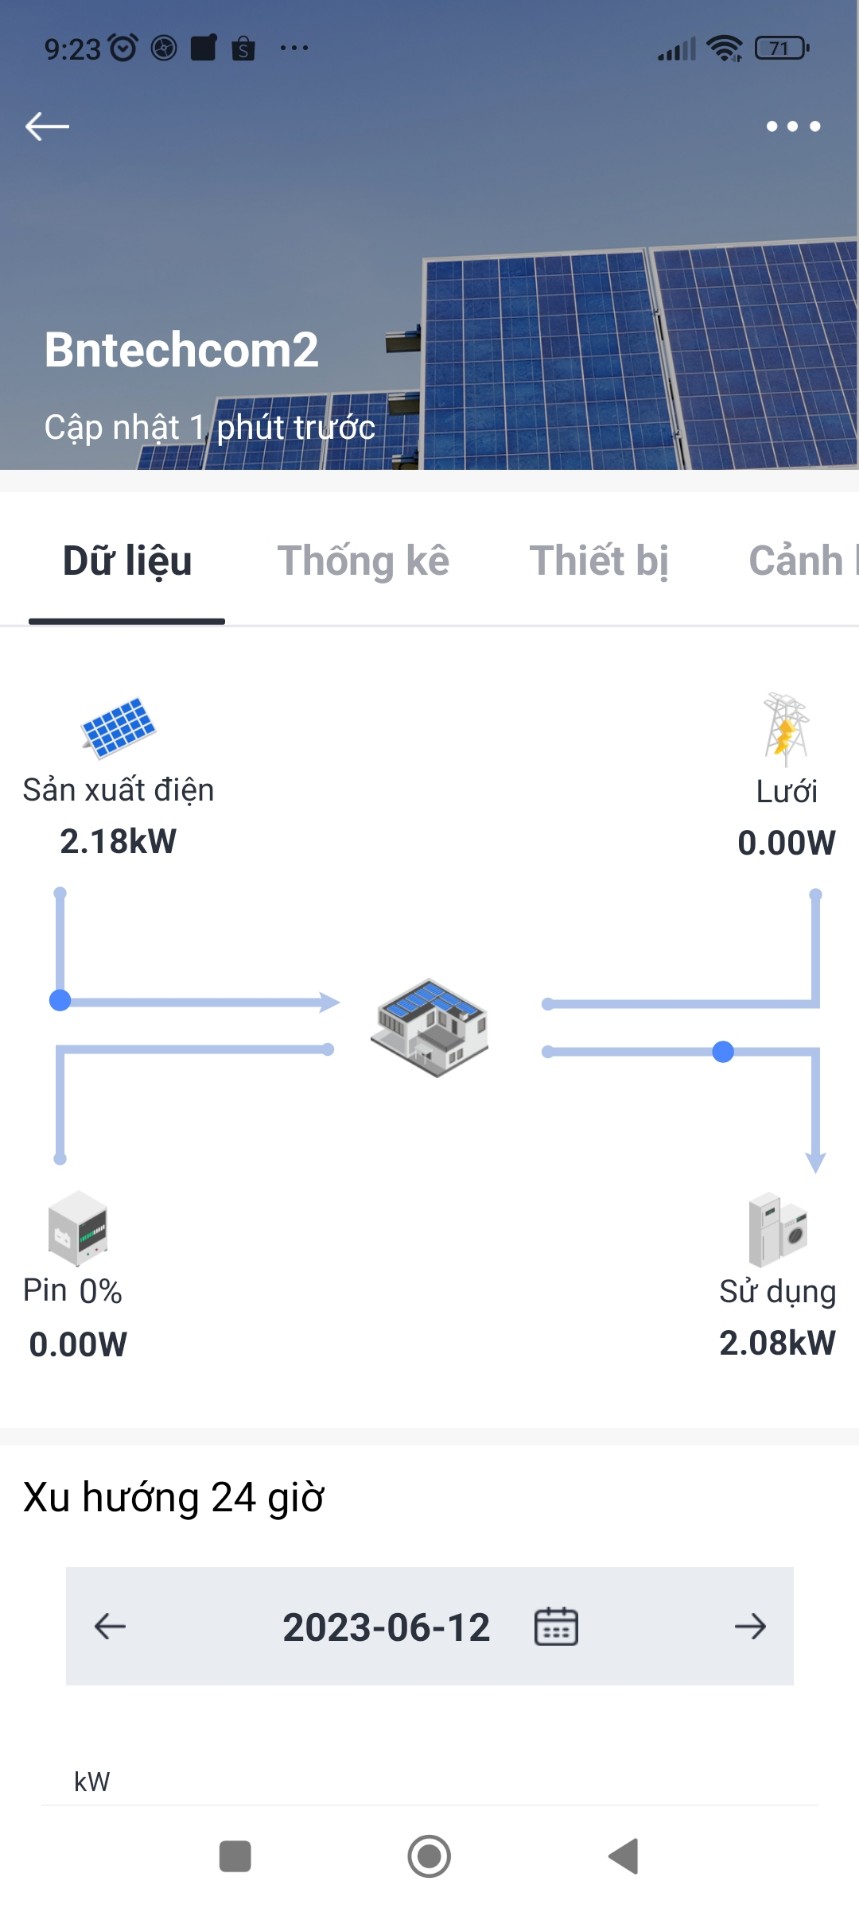 9:23
71
Bntechcom2
Cập nhật 1 phút trước
Dữ liệu Thống kê Thiết bị Cảnh
Sản xuất điện
2.18kW
Lưới
0.00W
Pin 0%
0.00W
Sử dụng
2.08kW
Xu hướng 24 giờ
2023-06-12
kW